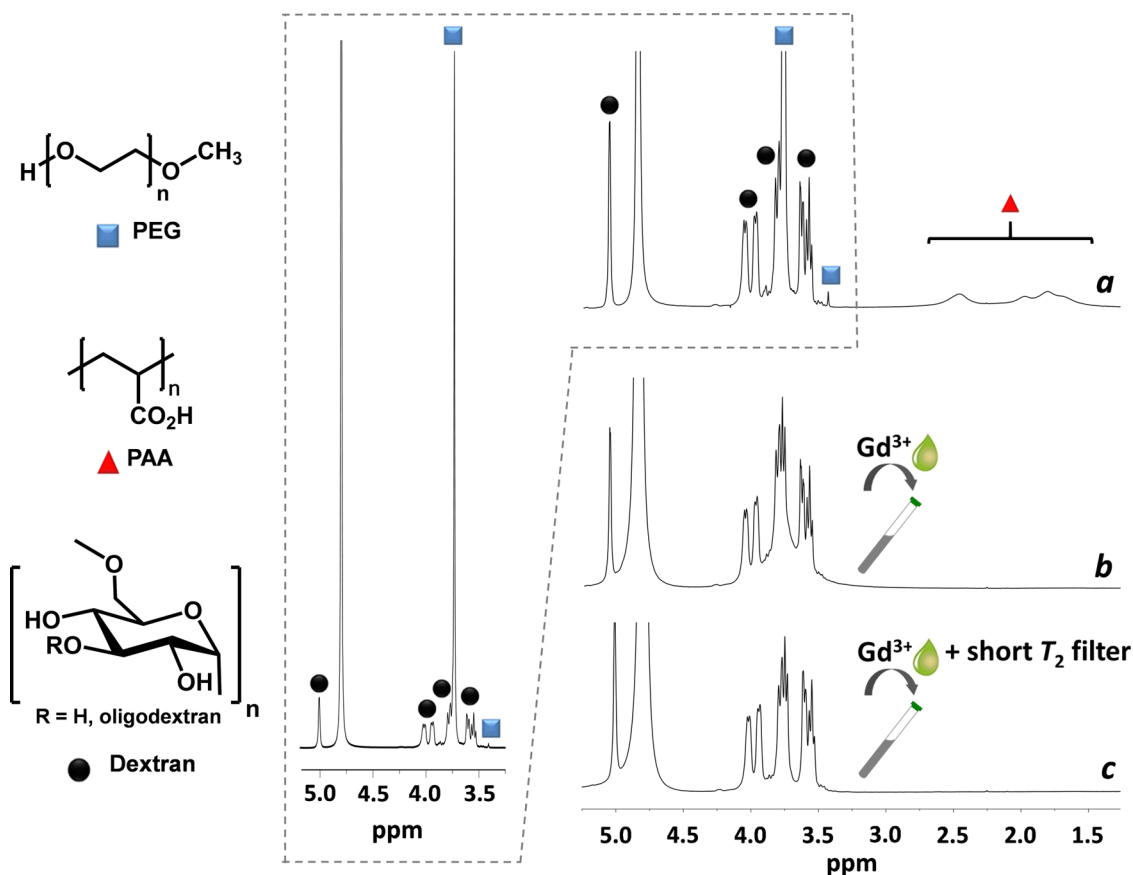 H
O
O
CH3
n
PEG
n
CO2H
PAA
O
HO
O
RO
OH
n
R = H, oligodextran
Dextran
5.0 4.5 4.0 3.5
ppm
a
Gd3+
b
Gd3+ + short T2 filter
c
5.0 4.5 4.0 3.5 3.0 2.5 2.0 1.5
ppm